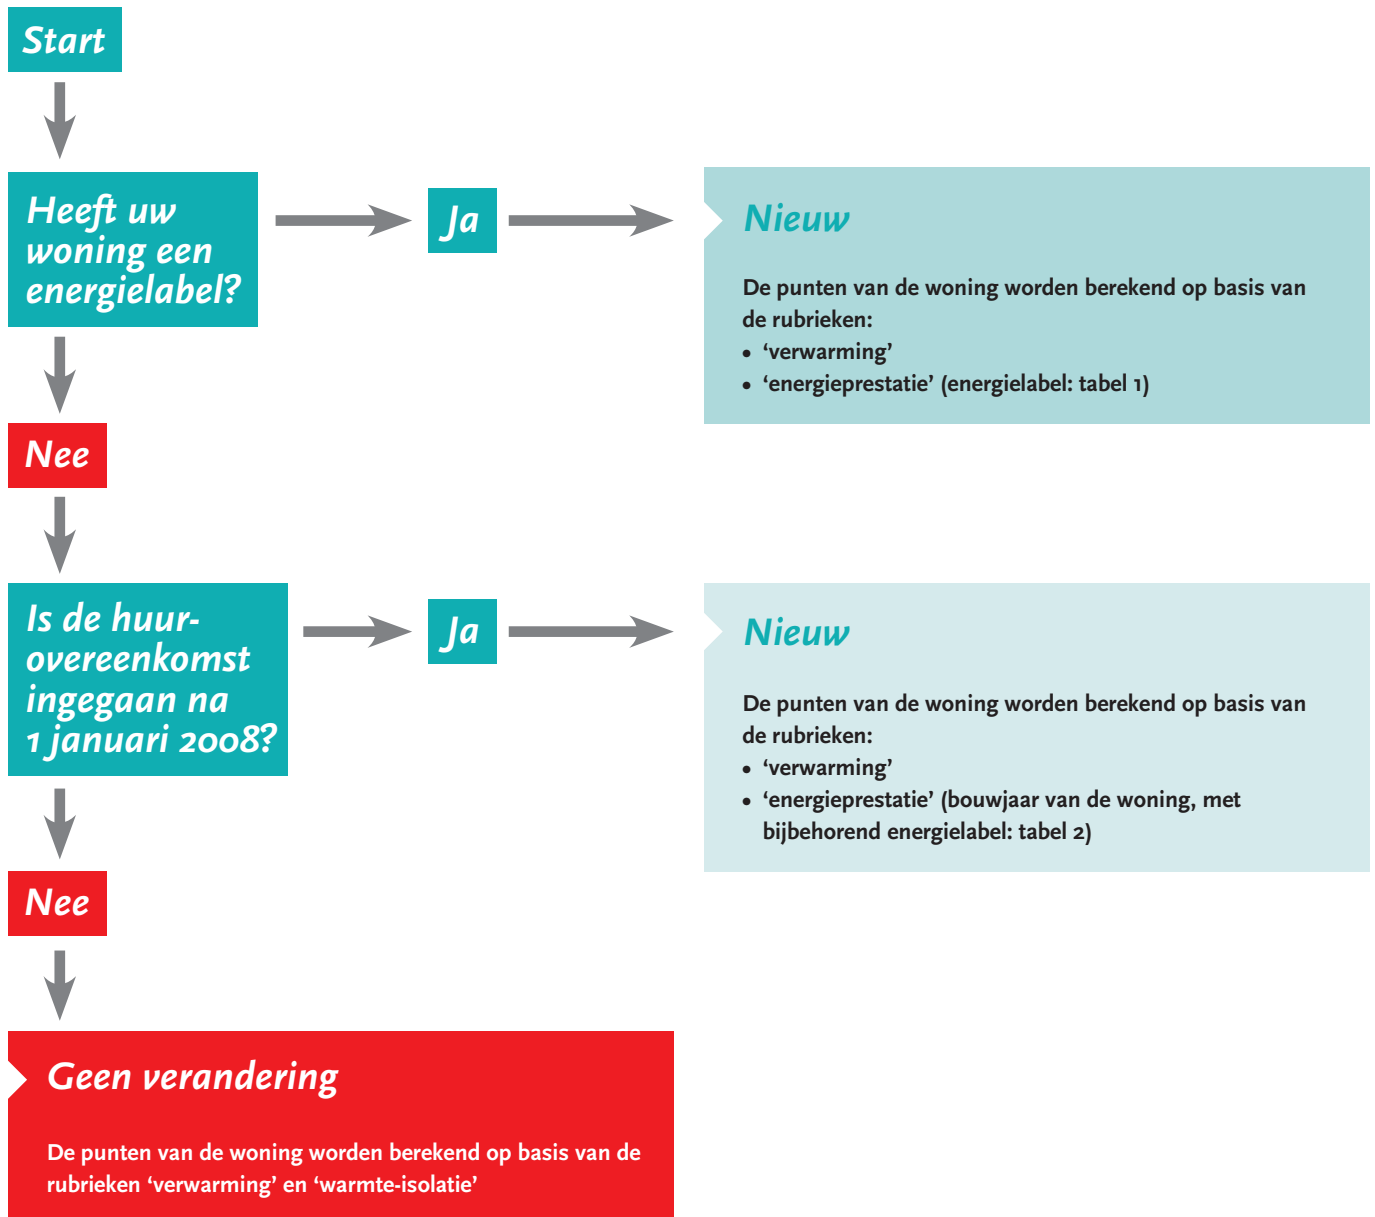 Start
Heeft uw
woning een
energielabel?
Ja
Nieuw
De punten van de woning worden berekend op basis van
de rubrieken:
• ‘verwarming’
• ‘energieprestatie’ (energielabel: tabel 1)
Nee
Is de huur-
overeenkomst
ingegaan na
1 januari 2008?
Ja
Nieuw
De punten van de woning worden berekend op basis van
de rubrieken:
• ‘verwarming’
• ‘energieprestatie’ (bouwjaar van de woning, met
bijbehorend energielabel: tabel 2)
Nee
Geen verandering
De punten van de woning worden berekend op basis van de
rubrieken ‘verwarming’ en ‘warmte-isolatie’